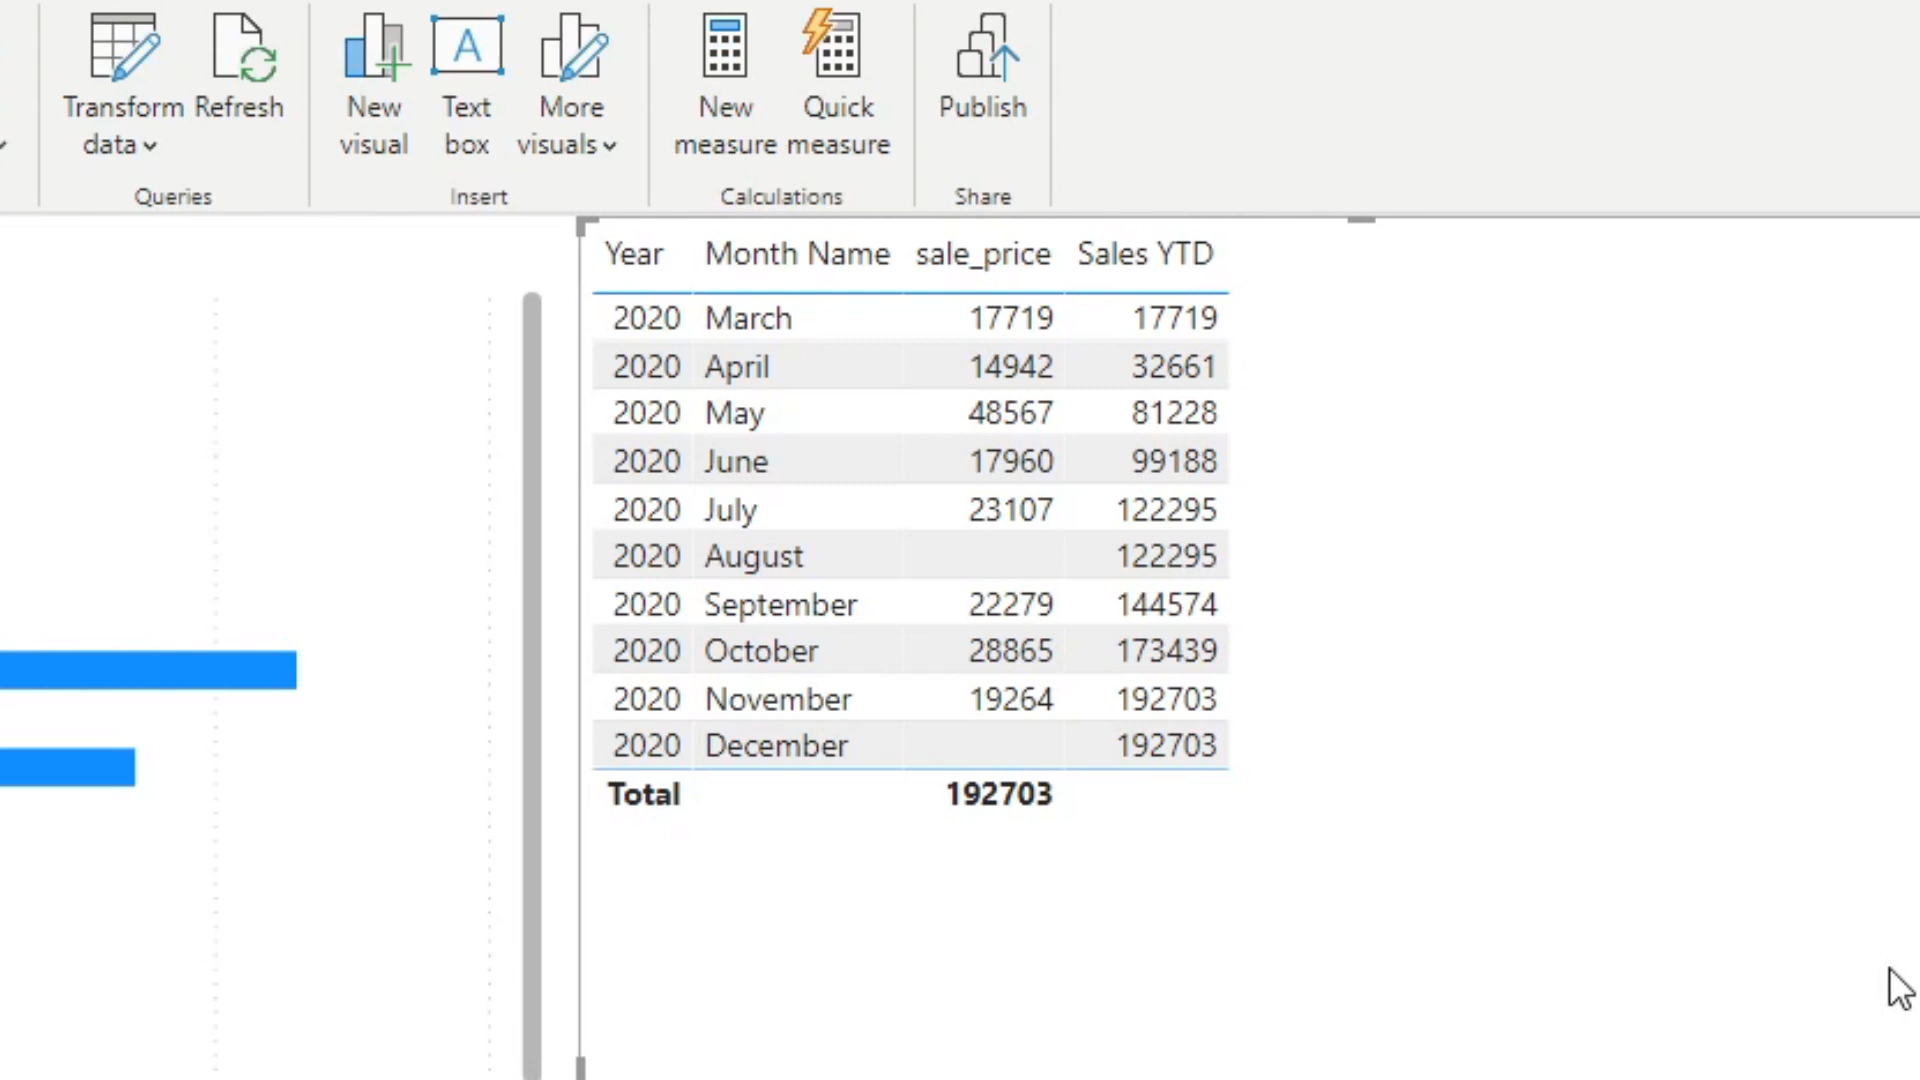 Transform data
Refresh
New visual
A
Text box
More visuals
New measure
Quick measure
Publish
Queries
Insert
Calculations
Share
Year Month Name sale_price Sales YTD
2020 March 17719 17719
2020 April 14942 32661
2020 May 48567 81228
2020 June 17960 99188
2020 July 23107 122295
2020 August 122295
2020 September 22279 144574
2020 October 28865 173439
2020 November 19264 192703
2020 December 192703
Total 192703